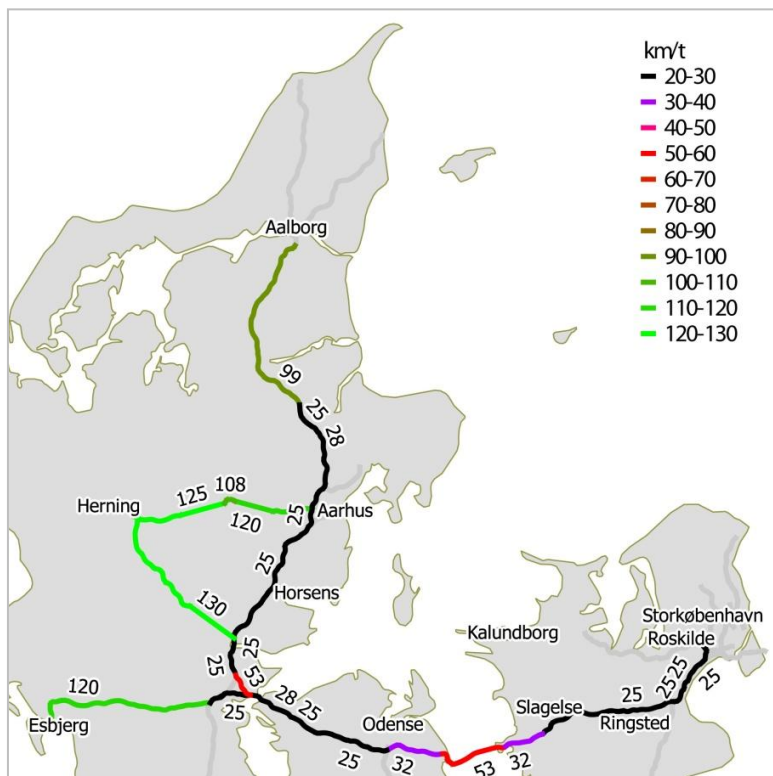 km/t
20-30
30-40
40-50
50-60
60-70
70-80
80-90
90-100
100-110
110-120
120-130
Aalborg
99
25
28
125
108
Herning
120
25
Aarhus
25
Horsens
130
25
25
53
Storkøbenhavn
Kalundborg
Roskilde
120
28
25
25
Esbjerg
Odense
25
32
53
32
Slagelse
25
Ringsted
25
25
25